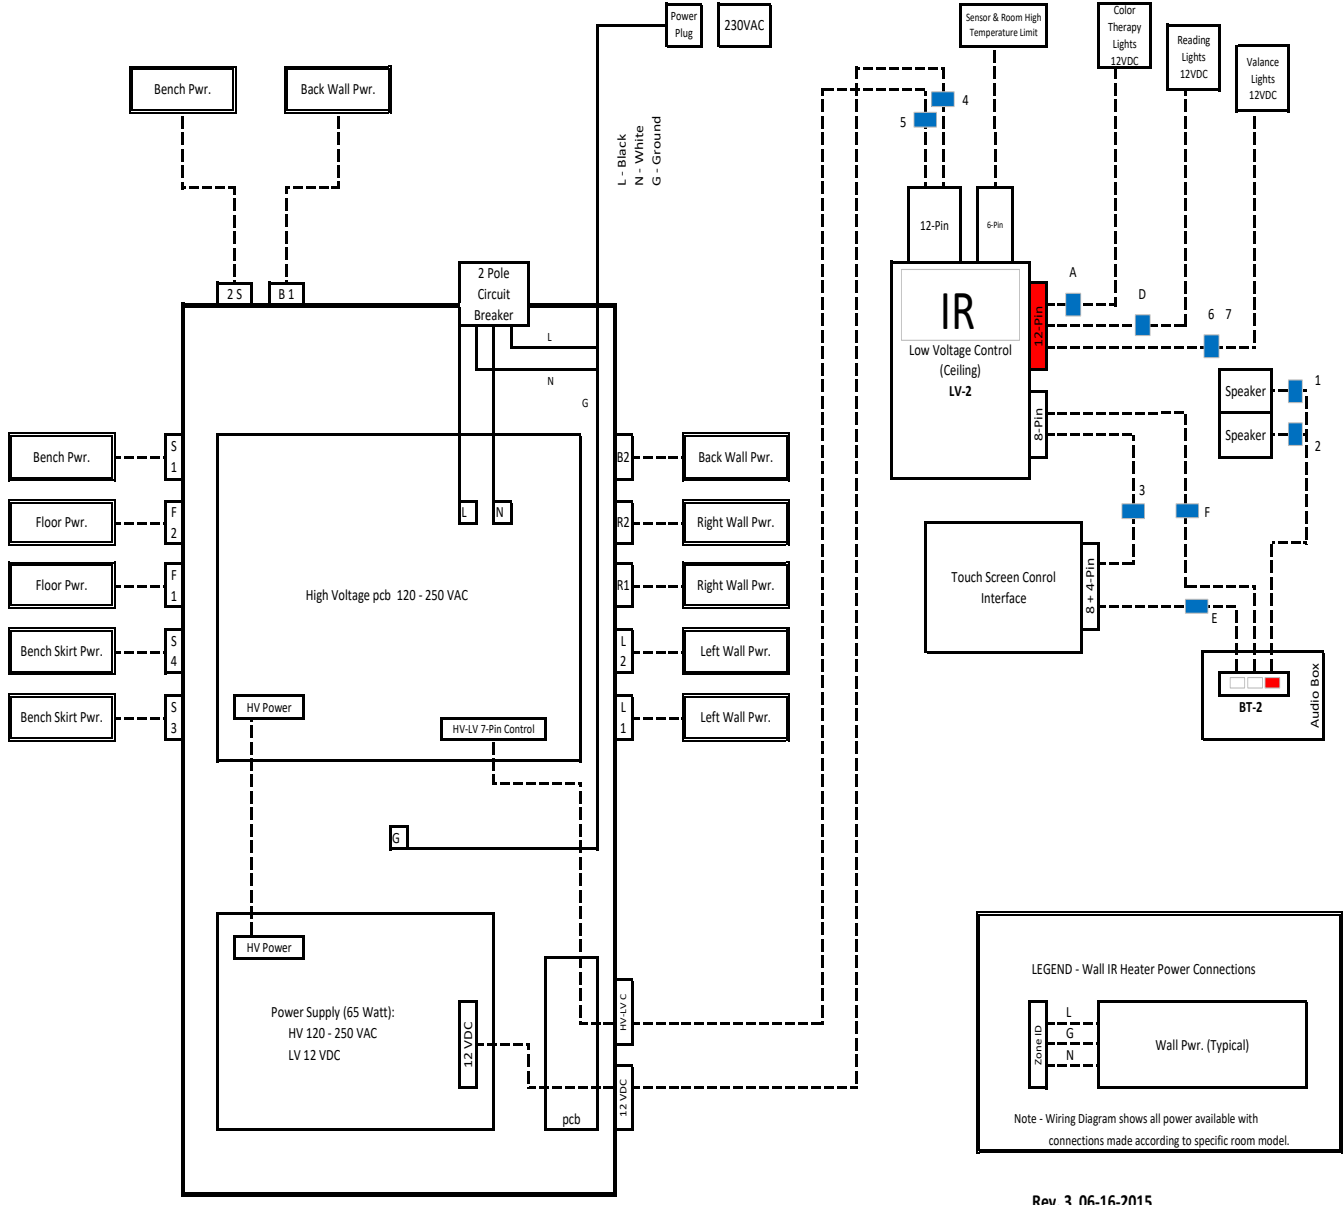 Power
Plug
230VAC
Sensor & Room High
Temperature Limit
Color
Therapy
Lights
12VDC
Reading
Lights
12VDC
Valance
Lights
12VDC
Bench Pwr.
Back Wall Pwr.
L - Black
N - White
G - Ground
4
5
12-Pin
6-Pin
2 S
B 1
2 Pole
Circuit
Breaker
L
N
G
IR
Low Voltage Control
(Ceiling)
LV-2
12-Pin
8-Pin
A
D
6 7
Speaker
1
Speaker
2
Bench Pwr.
S
1
Floor Pwr.
F
2
Floor Pwr.
F
1
Bench Skirt Pwr.
S
4
Bench Skirt Pwr.
S
3
L
N
High Voltage pcb 120 - 250 VAC
HV Power
HV-LV 7-Pin Control
B2
Back Wall Pwr.
R2
Right Wall Pwr.
R1
Right Wall Pwr.
L
2
Left Wall Pwr.
L
1
Left Wall Pwr.
3
F
Touch Screen Conrol
Interface
8 + 4-Pin
E
BT-2
Audio Box
G
HV Power
Power Supply (65 Watt):
HV 120 - 250 VAC
LV 12 VDC
12 VDC
pcb
HV-LV C
12 VDC
LEGEND - Wall IR Heater Power Connections
Zone ID
L
G
N
Wall Pwr. (Typical)
Note - Wiring Diagram shows all power available with
connections made according to specific room model.
Rev. 3 06-16-2015